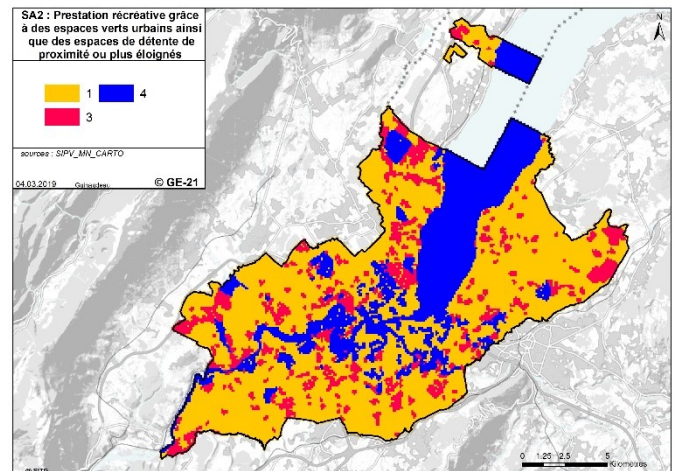 SA2 : Prestation récréative grâce
à des espaces verts urbains ainsi
que des espaces de détente de
proximité ou plus éloignés
1 4
3
sources : SIPV_MN_CARTO
04.03.2019 © GE-21
N
0 1.25 2.5 5
Kilomètres